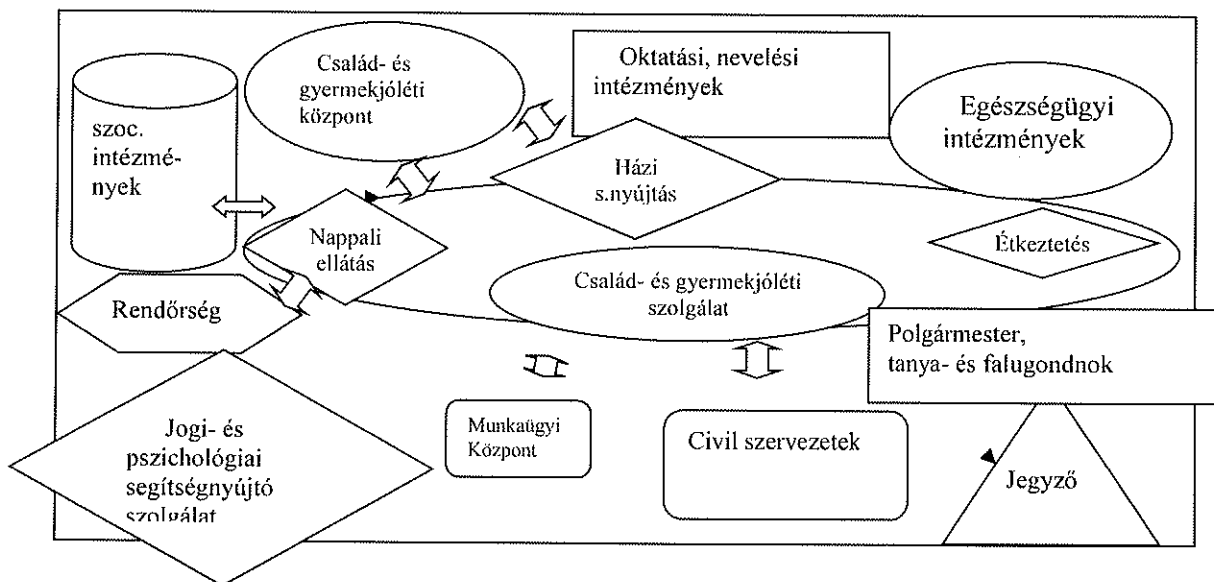 Család- és
gyermekjóléti
központ
Oktatási, nevelési
intézmények
Egészségügyi
intézmények
szoc.
intézmé-
nyek
Házi
s.nyújtás
Nappali
ellátás
Étkeztetés
Család- és gyermekjóléti
szolgálat
Rendőrség
Polgármester,
tanya- és falugondnok
Jogi- és
pszichológiai
segítségnyújtó
szolgálat
Munkaügyi
Központ
Civil szervezetek
Jegyző